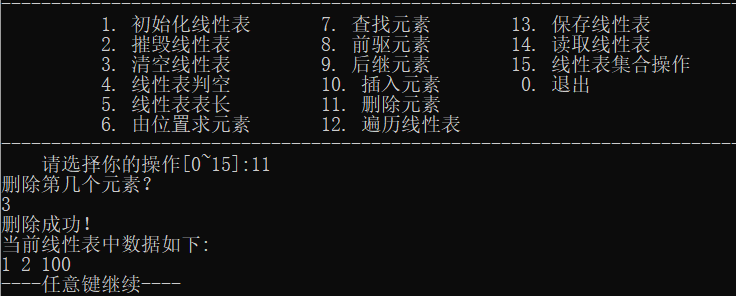 1. 初始化线性表 7. 查找元素 13. 保存线性表
2. 摧毁线性表 8. 前驱元素 14. 读取线性表
3. 清空线性表 9. 后继元素 15. 线性表集合操作
4. 线性表判空 10. 插入元素 0. 退出
5. 线性表表长 11. 删除元素
6. 由位置求元素 12. 遍历线性表
请选择你的操作[0~15]:11
删除第几个元素?
3
删除成功!
当前线性表中数据如下:
1 2 100
----任意键继续----